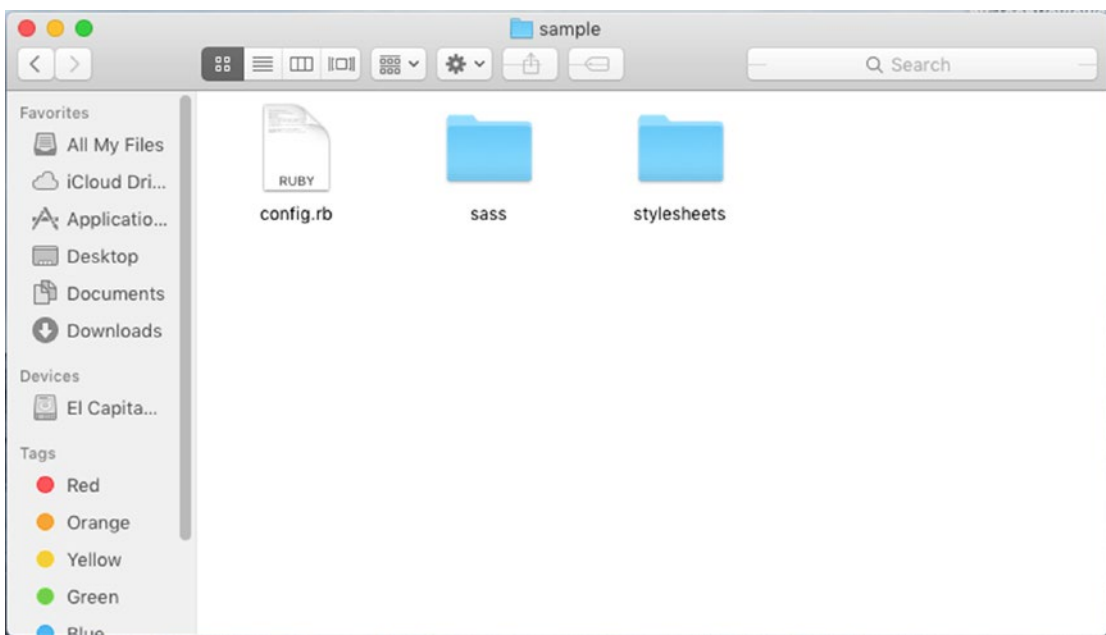 sample
Search
Favorites
All My Files
iCloud Dri...
Applicatio...
Desktop
Documents
Downloads
Devices
El Capita...
Tags
Red
Orange
Yellow
Green
Blue
RUBY
config.rb
sass
stylesheets